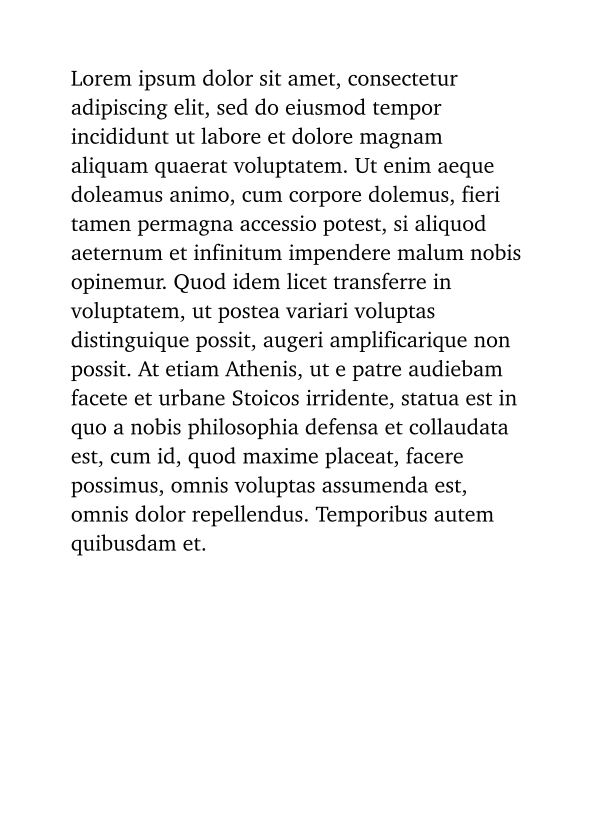 Lorem ipsum dolor sit amet, consectetur
adipiscing elit, sed do eiusmod tempor
incididunt ut labore et dolore magnam
aliquam quaerat voluptatem. Ut enim aeque
doleamus animo, cum corpore dolemus, fieri
tamen permagna accessio potest, si aliquod
aeternum et infinitum impendere malum nobis
opinemur. Quod idem licet transferre in
voluptatem, ut postea variari voluptas
distinguique possit, augeri amplificarique non
possit. At etiam Athenis, ut e patre audiebam
facete et urbane Stoicos irridente, statua est in
quo a nobis philosophia defensa et collaudata
est, cum id, quod maxime placeat, facere
possimus, omnis voluptas assumenda est,
omnis dolor repellendus. Temporibus autem
quibusdam et.